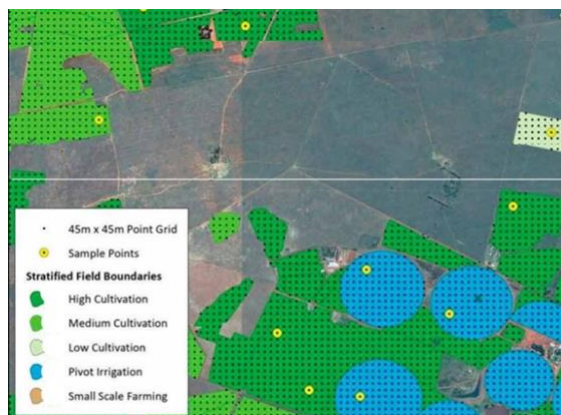 45m x 45m Point Grid
Sample Points
Stratified Field Boundaries
High Cultivation
Medium Cultivation
Low Cultivation
Pivot Irrigation
Small Scale Farming